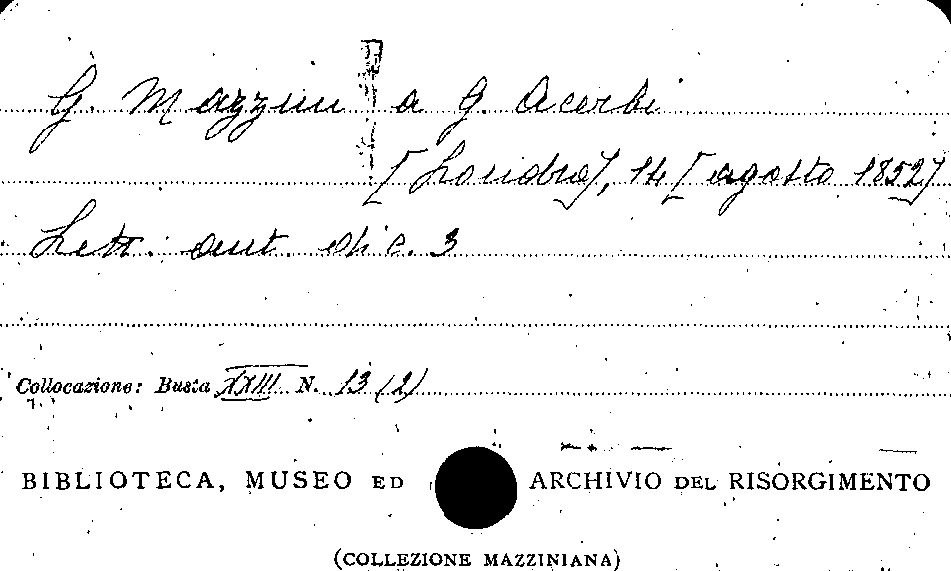 G. Mazzini a G. Acerbi
[Londra], 14 [agosto 1852]
Lett. aut. di c. 3
Collocazione: Busta XXIII N. 13 (2)
BIBLIOTECA, MUSEO ED ARCHIVIO DEL RISORGIMENTO
(COLLEZIONE MAZZINIANA)